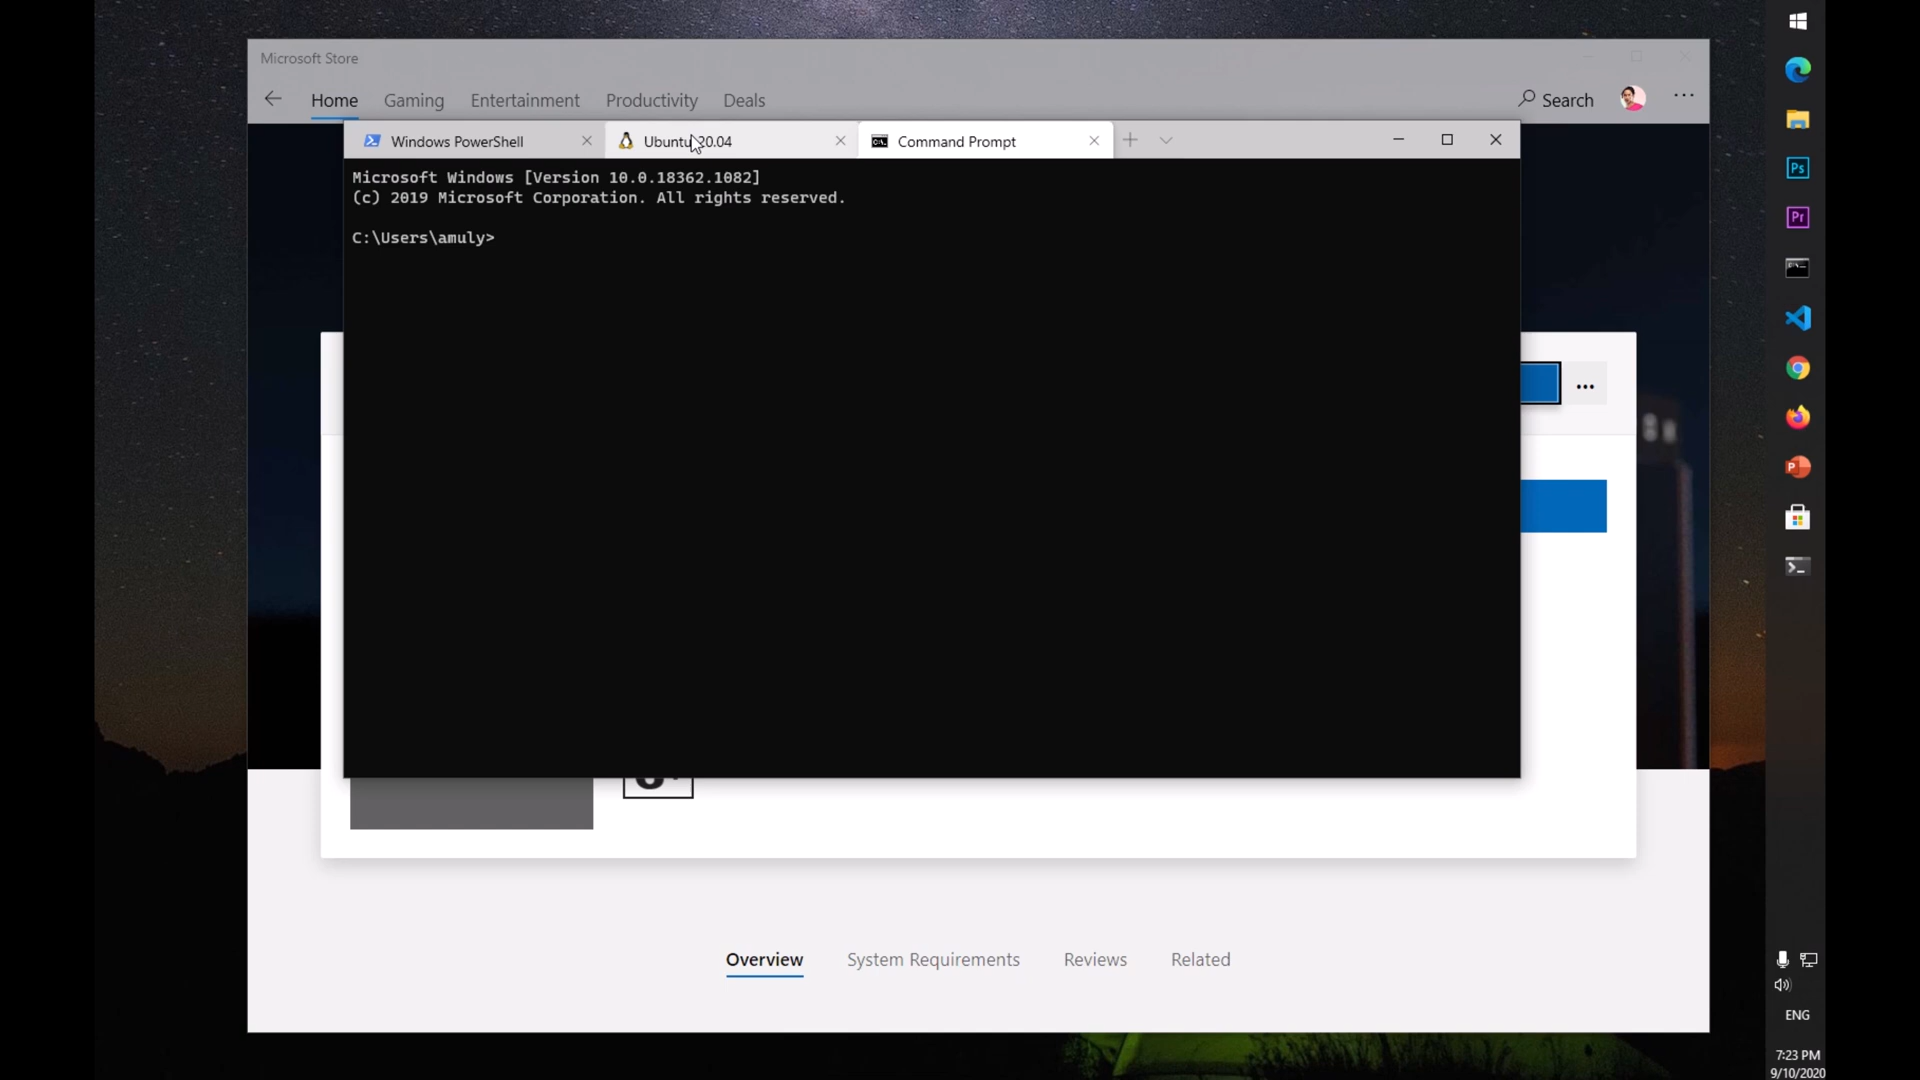 Microsoft Store
Home Gaming Entertainment Productivity Deals Search
Windows PowerShell Ubuntu 20.04 Command Prompt
Microsoft Windows [Version 10.0.18362.1082]
(c) 2019 Microsoft Corporation. All rights reserved.
C:\Users\amuly>
Overview System Requirements Reviews Related
Ps
Pr
P
ENG
7:23 PM
9/10/2020